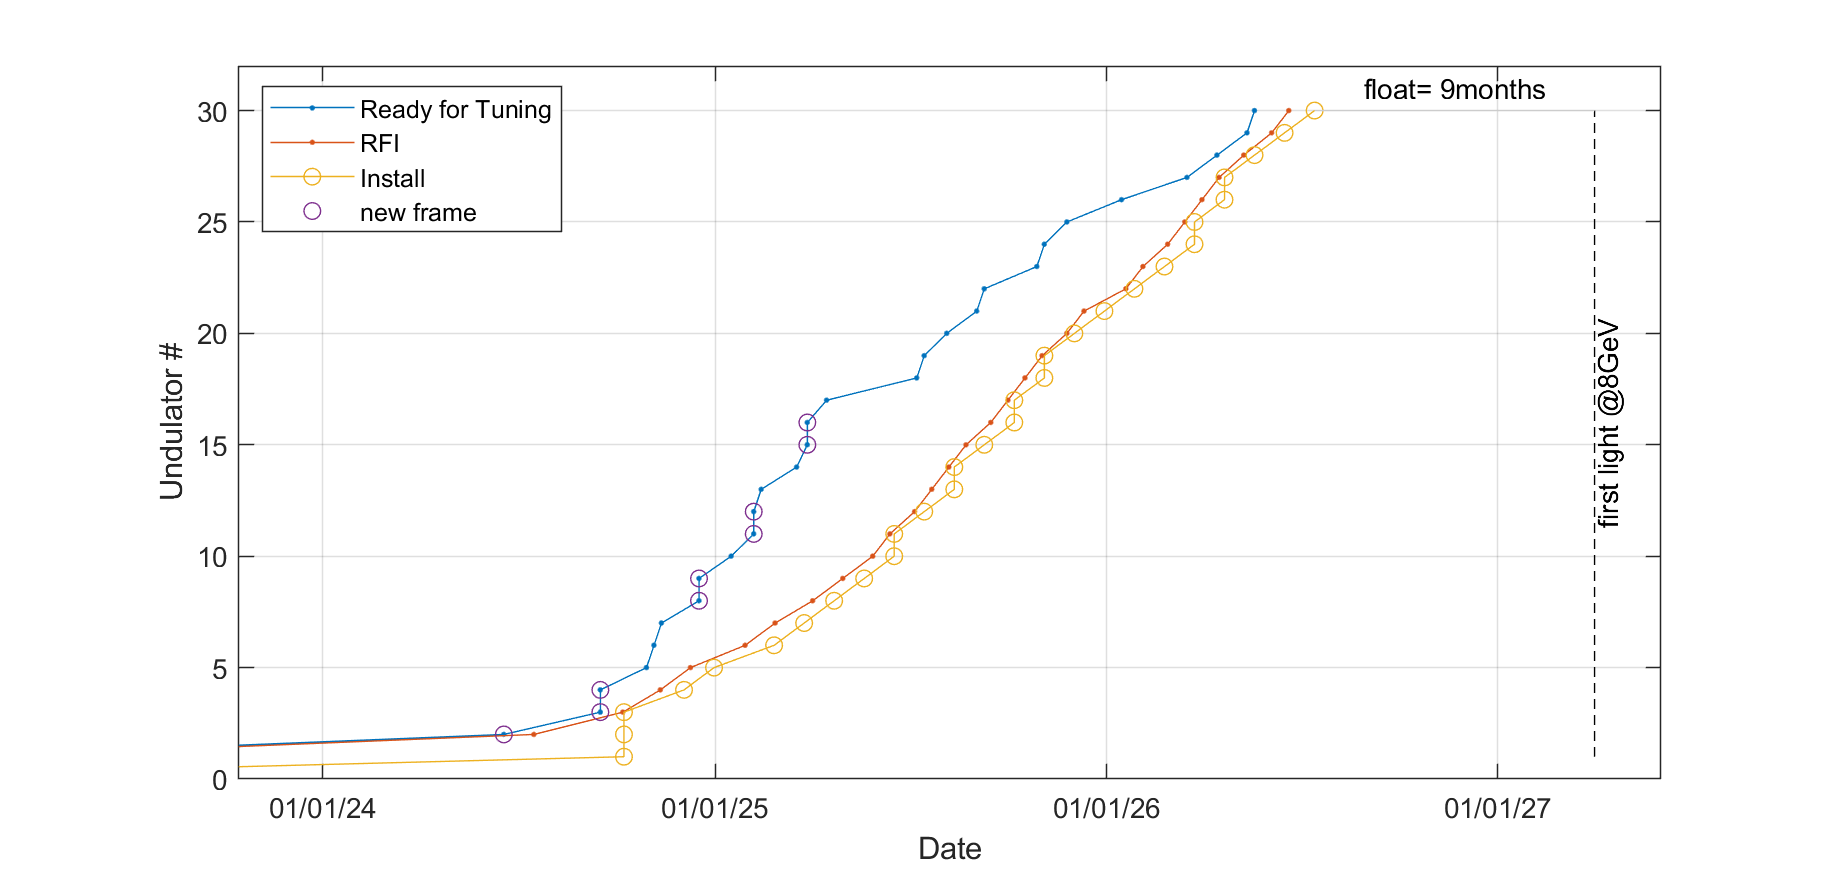 float= 9months
Ready for Tuning
RFI
Install
new frame
30
25
20
15
10
5
0
Undulator #
first light @8GeV
01/01/24
01/01/25
01/01/26
01/01/27
Date